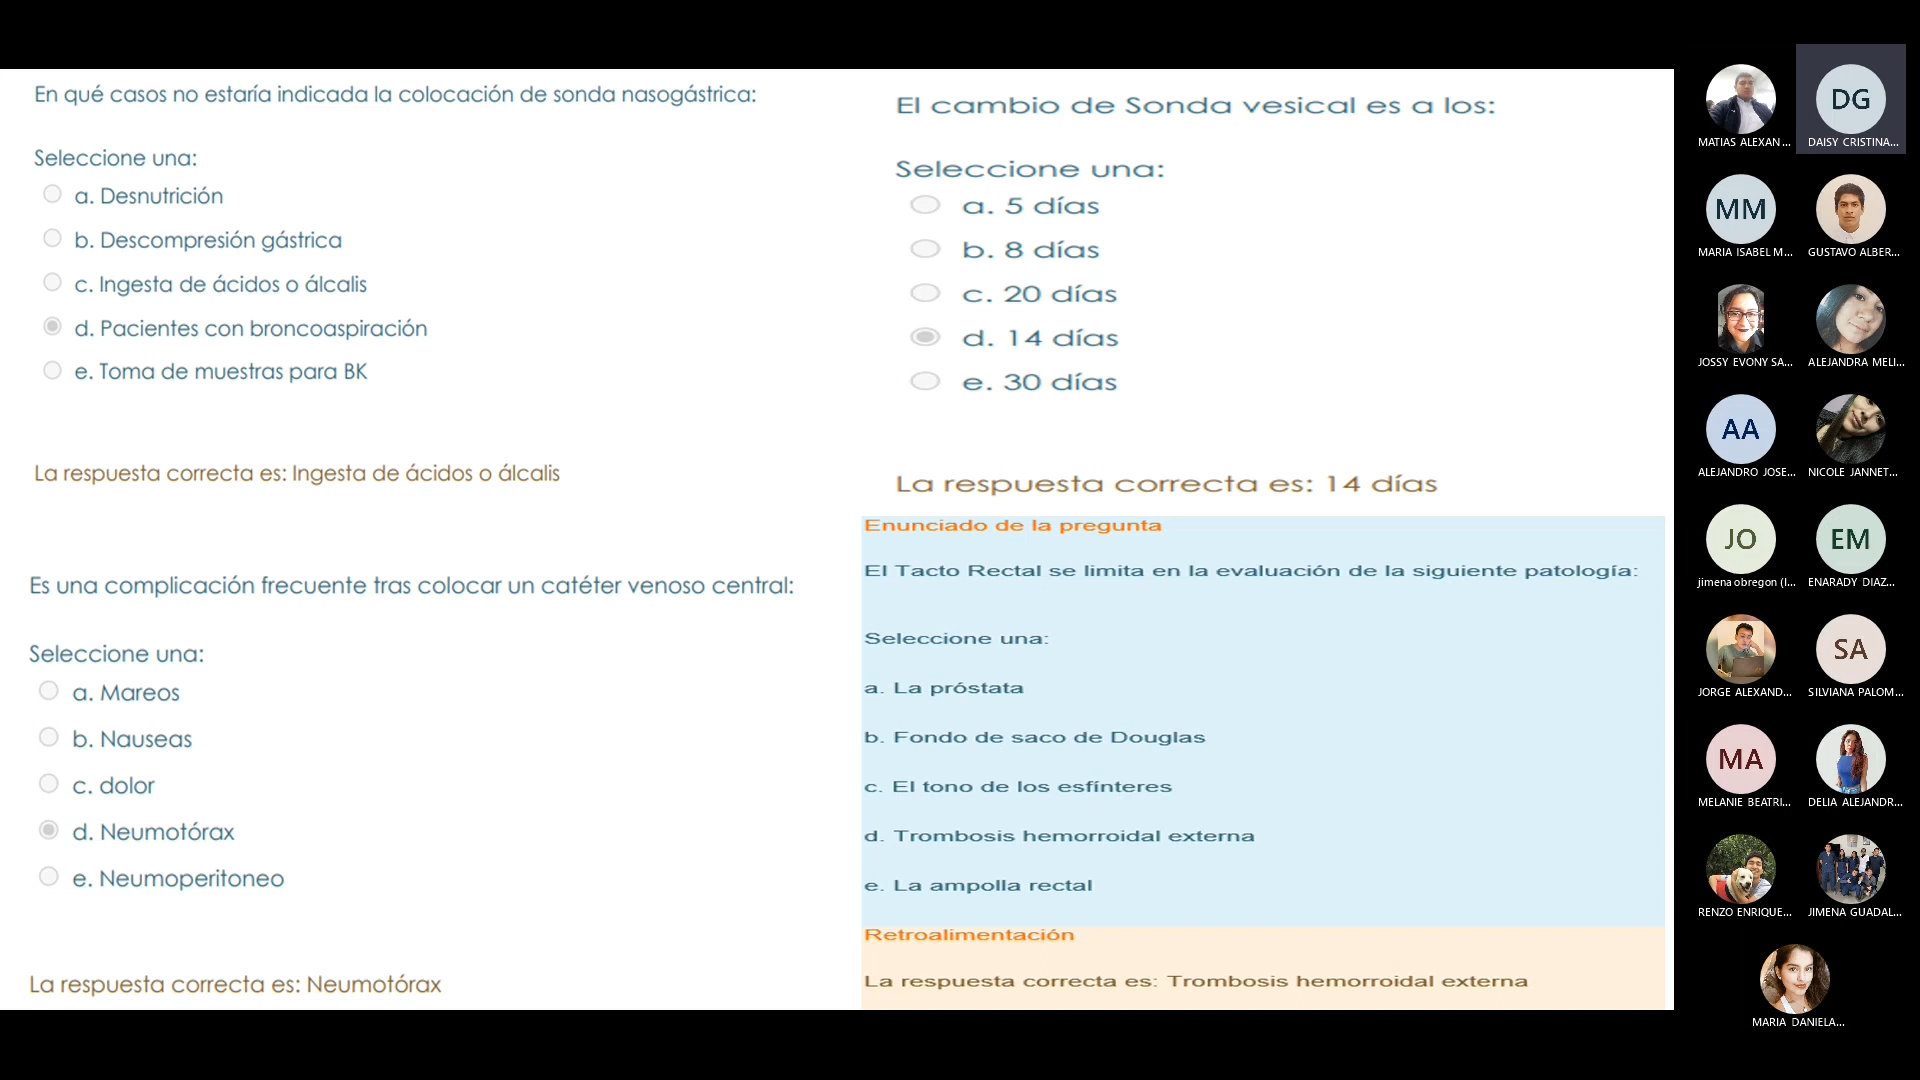 En qué casos no estaría indicada la colocación de sonda nasogástrica:
Seleccione una:
a. Desnutrición
b. Descompresión gástrica
c. Ingesta de ácidos o álcalis
d. Pacientes con broncoaspiración
e. Toma de muestras para BK
La respuesta correcta es: Ingesta de ácidos o álcalis
El cambio de Sonda vesical es a los:
Seleccione una:
a. 5 días
b. 8 días
c. 20 días
d. 14 días
e. 30 días
La respuesta correcta es: 14 días
Es una complicación frecuente tras colocar un catéter venoso central:
Seleccione una:
a. Mareos
b. Nauseas
c. dolor
d. Neumotórax
e. Neumoperitoneo
La respuesta correcta es: Neumotórax
Enunciado de la pregunta
El Tacto Rectal se limita en la evaluación de la siguiente patología:
Seleccione una:
a. La próstata
b. Fondo de saco de Douglas
c. El tono de los esfínteres
d. Trombosis hemorroidal externa
e. La ampolla rectal
Retroalimentación
La respuesta correcta es: Trombosis hemorroidal externa
MATIAS ALEXAN...
DG
DAISY CRISTINA...
MM
MARIA ISABEL M...
GUSTAVO ALBER...
JOSSY EVONY SA...
ALEJANDRA MELI...
AA
ALEJANDRO JOSE...
NICOLE JANNET...
JO
jimena obregon (I...
EM
ENARADY DIAZ...
JORGE ALEXAND...
SA
SILVIANA PALOM...
MA
MELANIE BEATRI...
DELIA ALEJANDR...
RENZO ENRIQUE...
JIMENA GUADAL...
MARIA DANIELA...